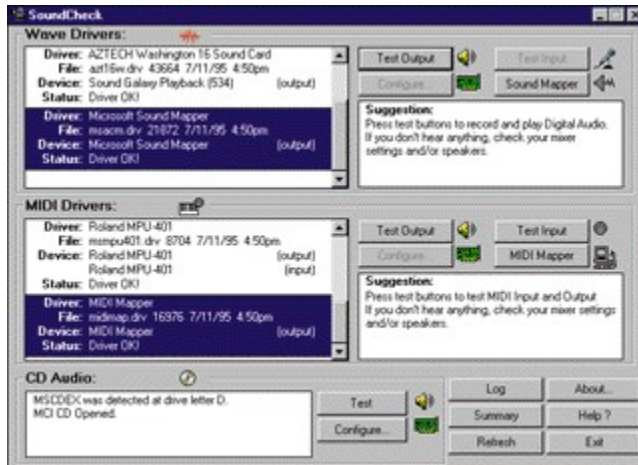 SoundCheck
Wave Drivers:
Driver: AZTECH Washington 16 Sound Card
File: azt16w.drv 43664 7/11/95 4:50pm
Device: Sound Galaxy Playback (534) (output)
Status: Driver OK!
Driver: Microsoft Sound Mapper
File: msacm.drv 21872 7/11/95 4:50pm
Device: Microsoft Sound Mapper (output)
Status: Driver OK!
Test Output
Test Input
Configure...
Sound Mapper
Suggestion:
Press test buttons to record and play Digital Audio.
If you don't hear anything, check your mixer
settings and/or speakers.
MIDI Drivers:
Driver: Roland MPU-401
File: msmpu401.drv 8704 7/11/95 4:50pm
Device: Roland MPU-401 (output)
Roland MPU-401 (input)
Status: Driver OK!
Driver: MIDI Mapper
File: midimap.drv 16976 7/11/95 4:50pm
Device: MIDI Mapper (output)
Status: Driver OK!
Test Output
Test Input
Configure...
MIDI Mapper
Suggestion:
Press test buttons to test MIDI Input and Output
If you don't hear anything, check your mixer settings
and/or speakers.
CD Audio:
MSCDEX was detected at drive letter D.
MCI CD Opened.
Test
Configure...
Log
About...
Summary
Help ?
Refresh
Exit